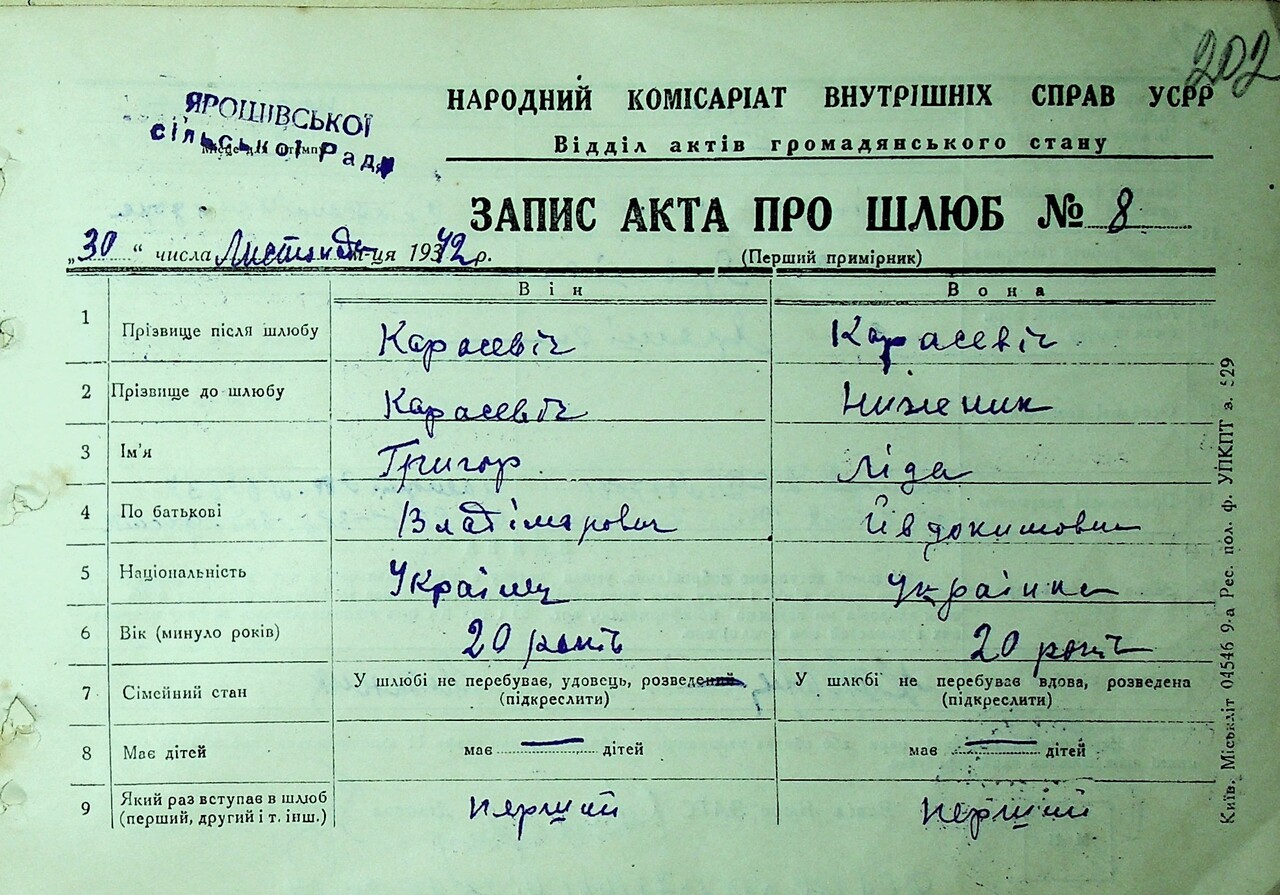 202
ЯРОШІВСЬКОЇ
сільської Ради
НАРОДНИЙ КОМІСАРІАТ ВНУТРІШНІХ СПРАВ УСРР
Відділ актів громадянського стану
ЗАПИС АКТА ПРО ШЛЮБ № 8
„30“ числа Листопада м-ця 1942 р.
(Перший примірник)
Він Вона
1 Прізвище після шлюбу Карасевіч Карасевіч
2 Прізвище до шлюбу Карасевіч Ниженик
3 Ім'я Григор Ліда
4 По батькові Владімарович Євдокимовна
5 Національність Українц Українка
6 Вік (минуло років) 20 років 20 років
7 Сімейний стан У шлюбі не перебував, удовець, розведений (підкреслити) У шлюбі не перебуває вдова, розведена (підкреслити)
8 Має дітей має — дітей має — дітей
9 Який раз вступає в шлюб (перший, другий і т. інш.) перший перший
Київ. Міськліт 04546 9-а Рес. пол. ф. УПКПТ з. 529